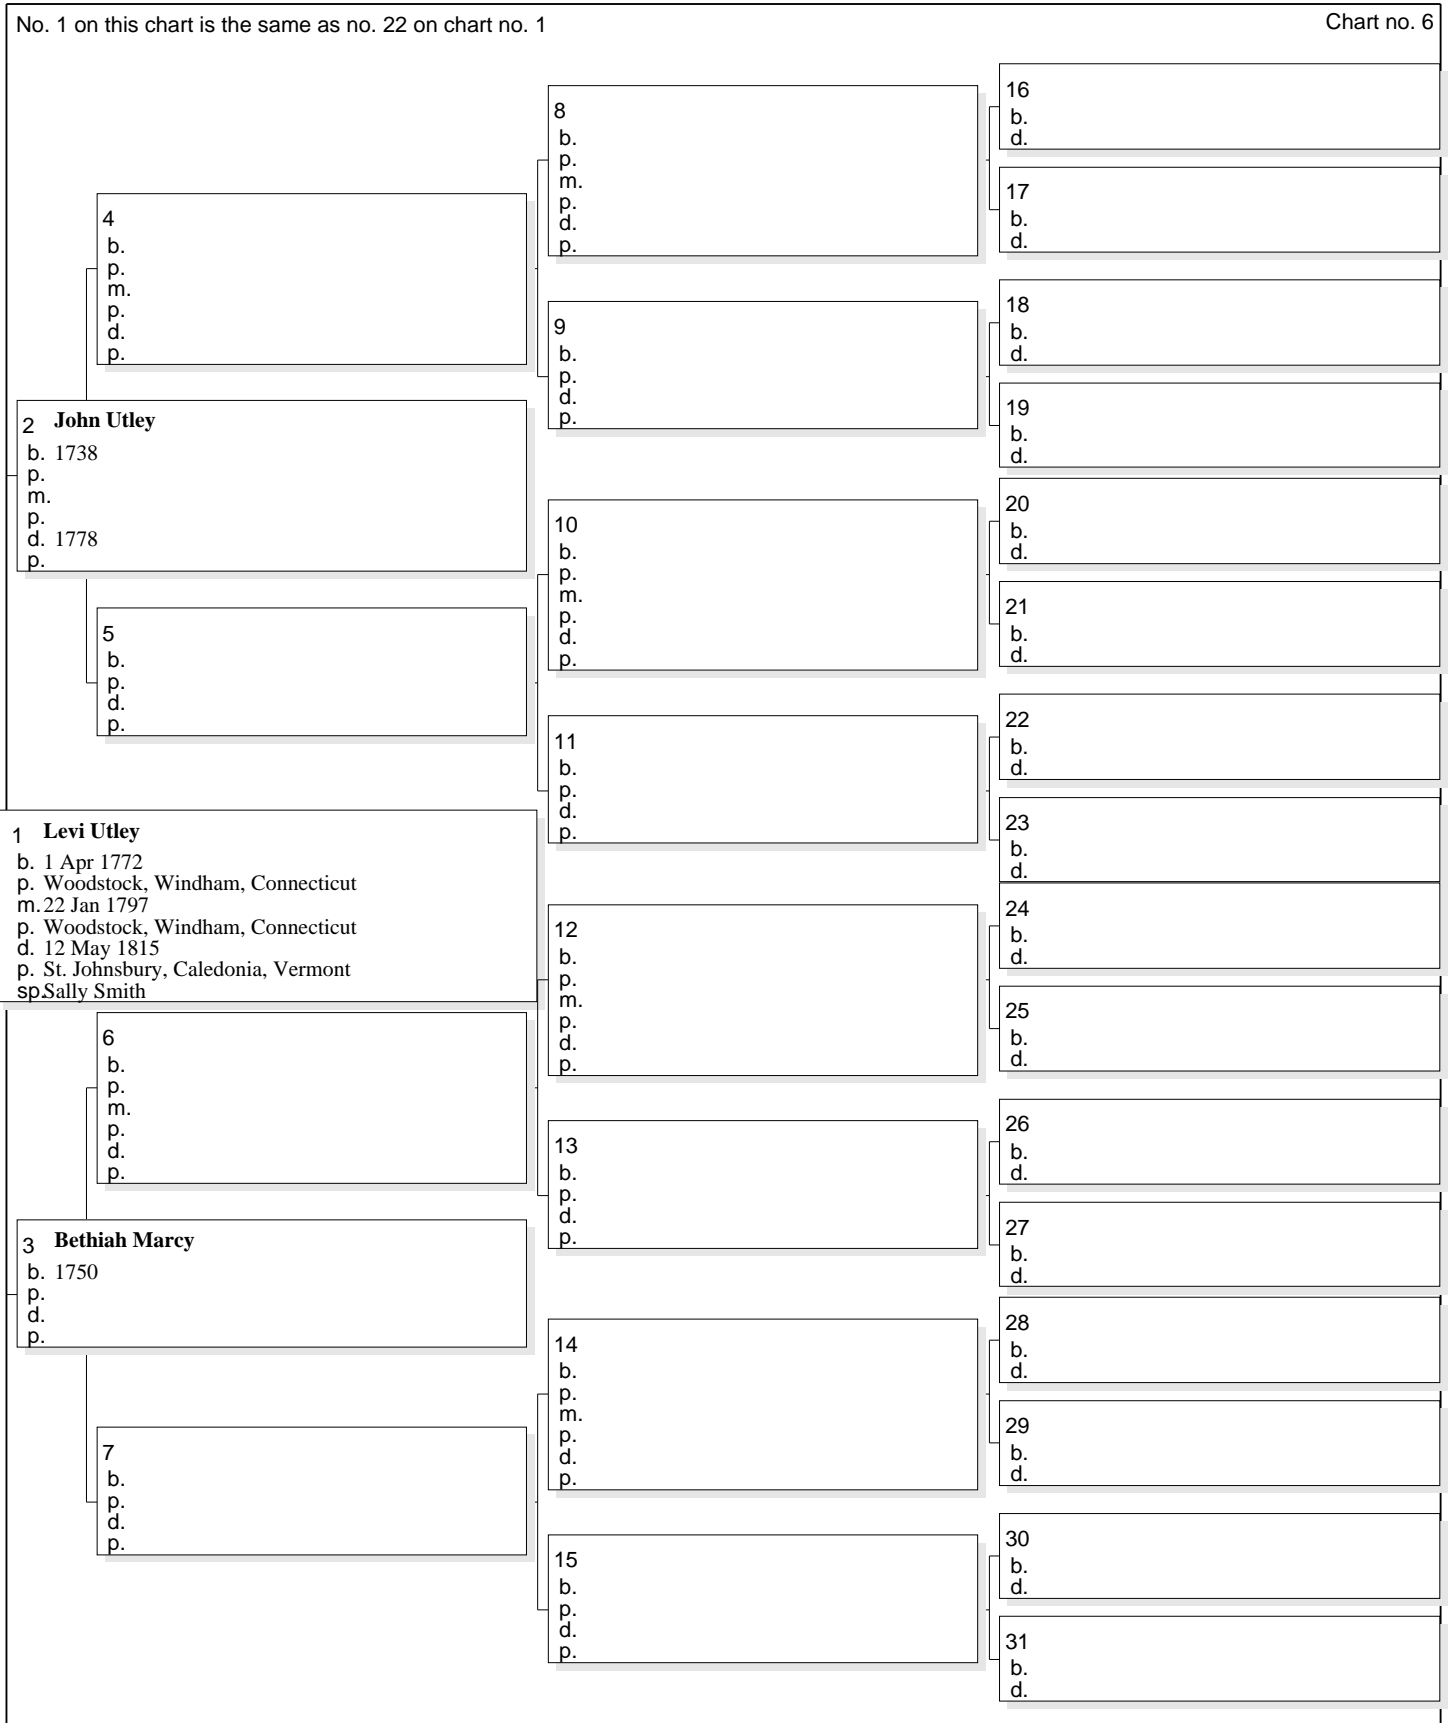 No. 1 on this chart is the same as no. 22 on chart no. 1
Chart no. 6
16
b.
d.
8
b.
p.
m.
p.
d.
p.
17
b.
d.
4
b.
p.
m.
p.
d.
p.
18
b.
d.
9
b.
p.
d.
p.
19
b.
d.
2 John Utley
b. 1738
p.
m.
p.
d. 1778
p.
20
b.
d.
10
b.
p.
m.
p.
d.
p.
21
b.
d.
5
b.
p.
d.
p.
22
b.
d.
11
b.
p.
d.
p.
23
b.
d.
1 Levi Utley
b. 1 Apr 1772
p. Woodstock, Windham, Connecticut
m. 22 Jan 1797
p. Woodstock, Windham, Connecticut
d. 12 May 1815
p. St. Johnsbury, Caledonia, Vermont
sp. Sally Smith
24
b.
d.
12
b.
p.
m.
p.
d.
p.
25
b.
d.
6
b.
p.
m.
p.
d.
p.
26
b.
d.
13
b.
p.
d.
p.
27
b.
d.
3 Bethiah Marcy
b. 1750
p.
d.
p.
28
b.
d.
14
b.
p.
m.
p.
d.
p.
29
b.
d.
7
b.
p.
d.
p.
30
b.
d.
15
b.
p.
d.
p.
31
b.
d.